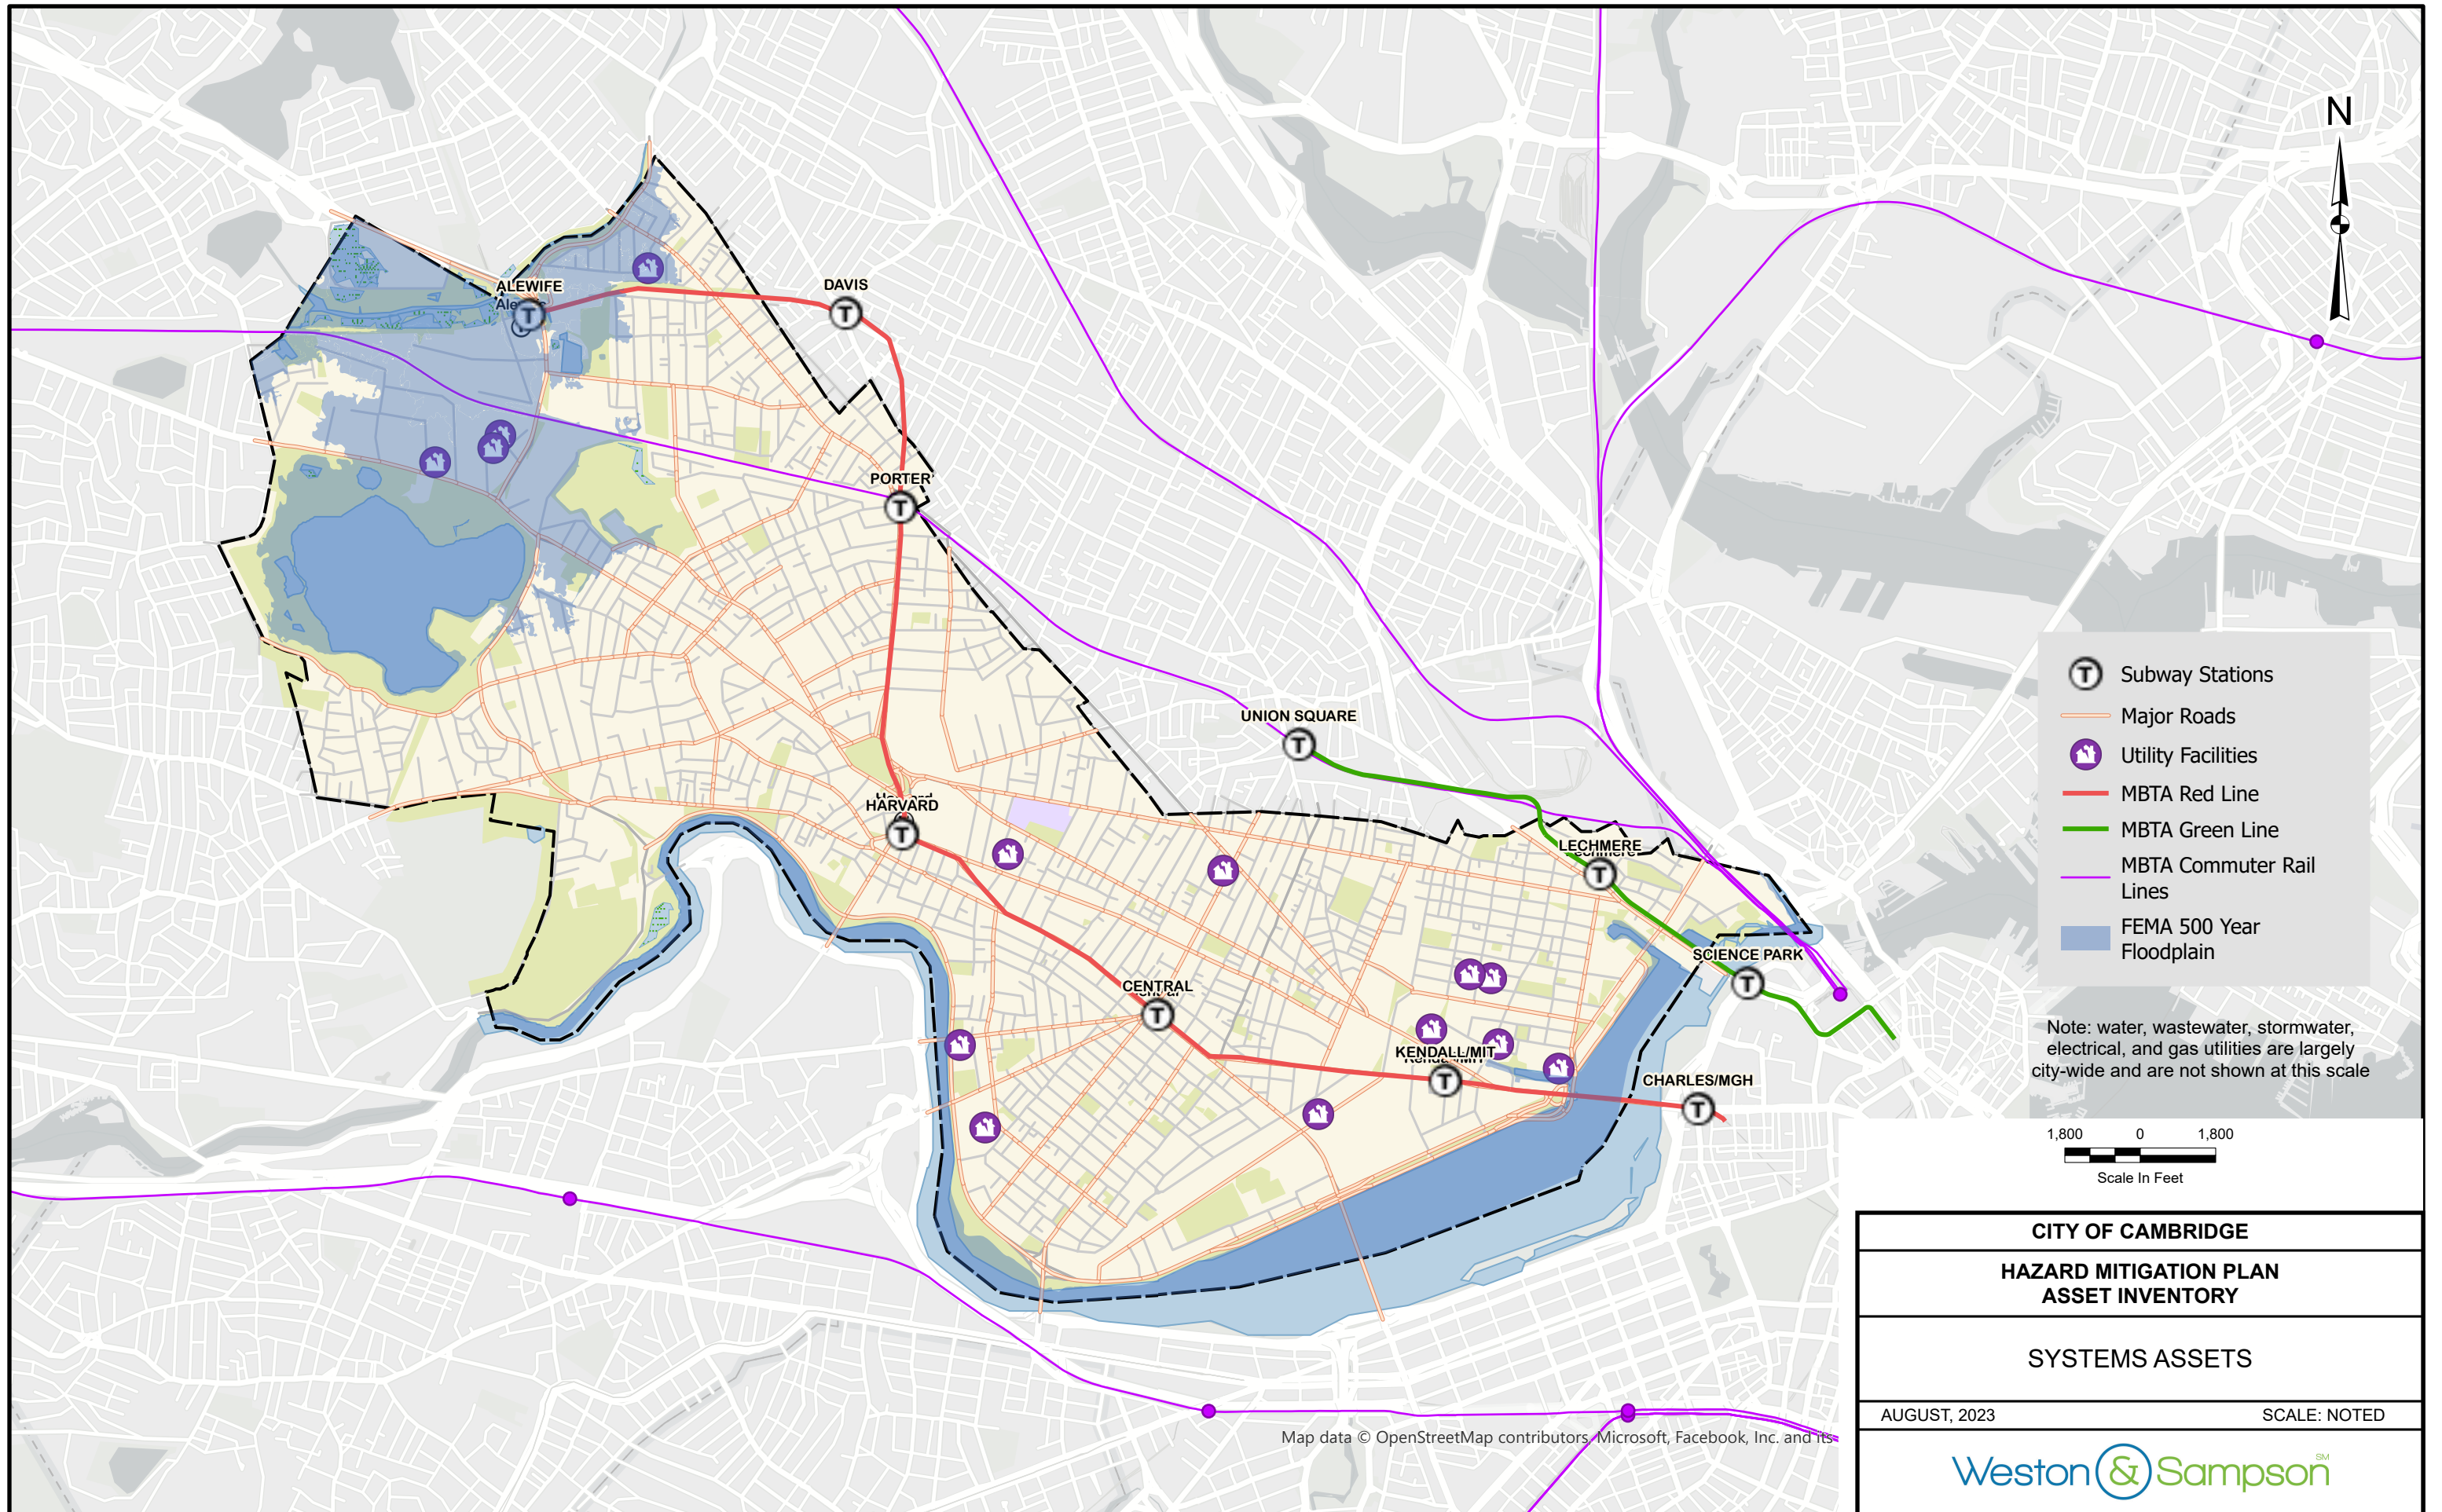 N
ALEWIFE
DAVIS
PORTER
UNION SQUARE
HARVARD
LECHMERE
SCIENCE PARK
CENTRAL
KENDALL/MIT
CHARLES/MGH
Subway Stations
Major Roads
Utility Facilities
MBTA Red Line
MBTA Green Line
MBTA Commuter Rail
Lines
FEMA 500 Year
Floodplain
Note: water, wastewater, stormwater,
electrical, and gas utilities are largely
city-wide and are not shown at this scale
1,800 0 1,800
Scale In Feet
CITY OF CAMBRIDGE
HAZARD MITIGATION PLAN
ASSET INVENTORY
SYSTEMS ASSETS
AUGUST, 2023 SCALE: NOTED
Weston & Sampson SM
Map data © OpenStreetMap contributors, Microsoft, Facebook, Inc. and its